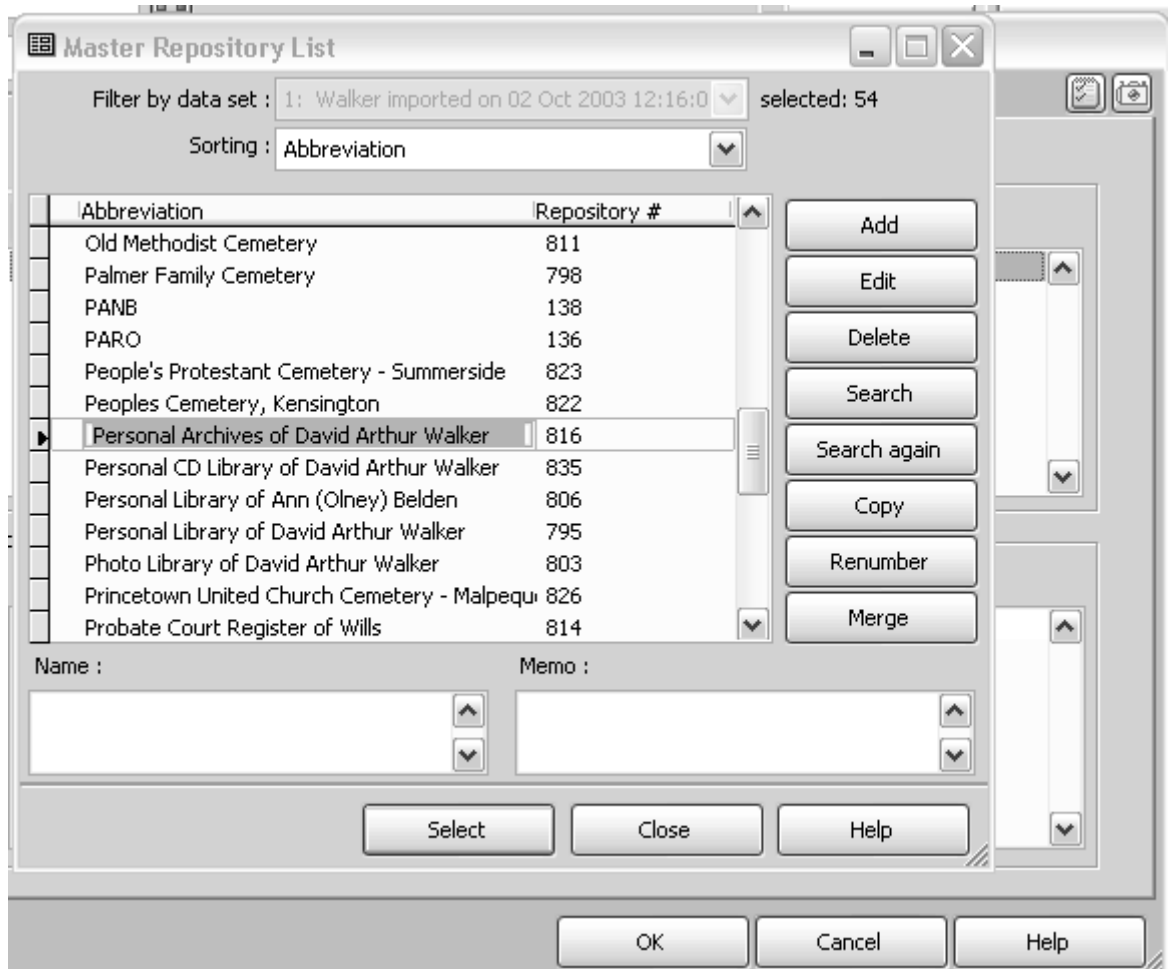 Master Repository List
Filter by data set : 1: Walker imported on 02 Oct 2003 12:16:0 selected: 54
Sorting : Abbreviation
Abbreviation Repository #
Old Methodist Cemetery 811
Palmer Family Cemetery 798
PANB 138
PARO 136
People's Protestant Cemetery - Summerside 823
Peoples Cemetery, Kensington 822
Personal Archives of David Arthur Walker 816
Personal CD Library of David Arthur Walker 835
Personal Library of Ann (Olney) Belden 806
Personal Library of David Arthur Walker 795
Photo Library of David Arthur Walker 803
Princetown United Church Cemetery - Malpequ 826
Probate Court Register of Wills 814
Add
Edit
Delete
Search
Search again
Copy
Renumber
Merge
Name : Memo :
Select Close Help
OK Cancel Help